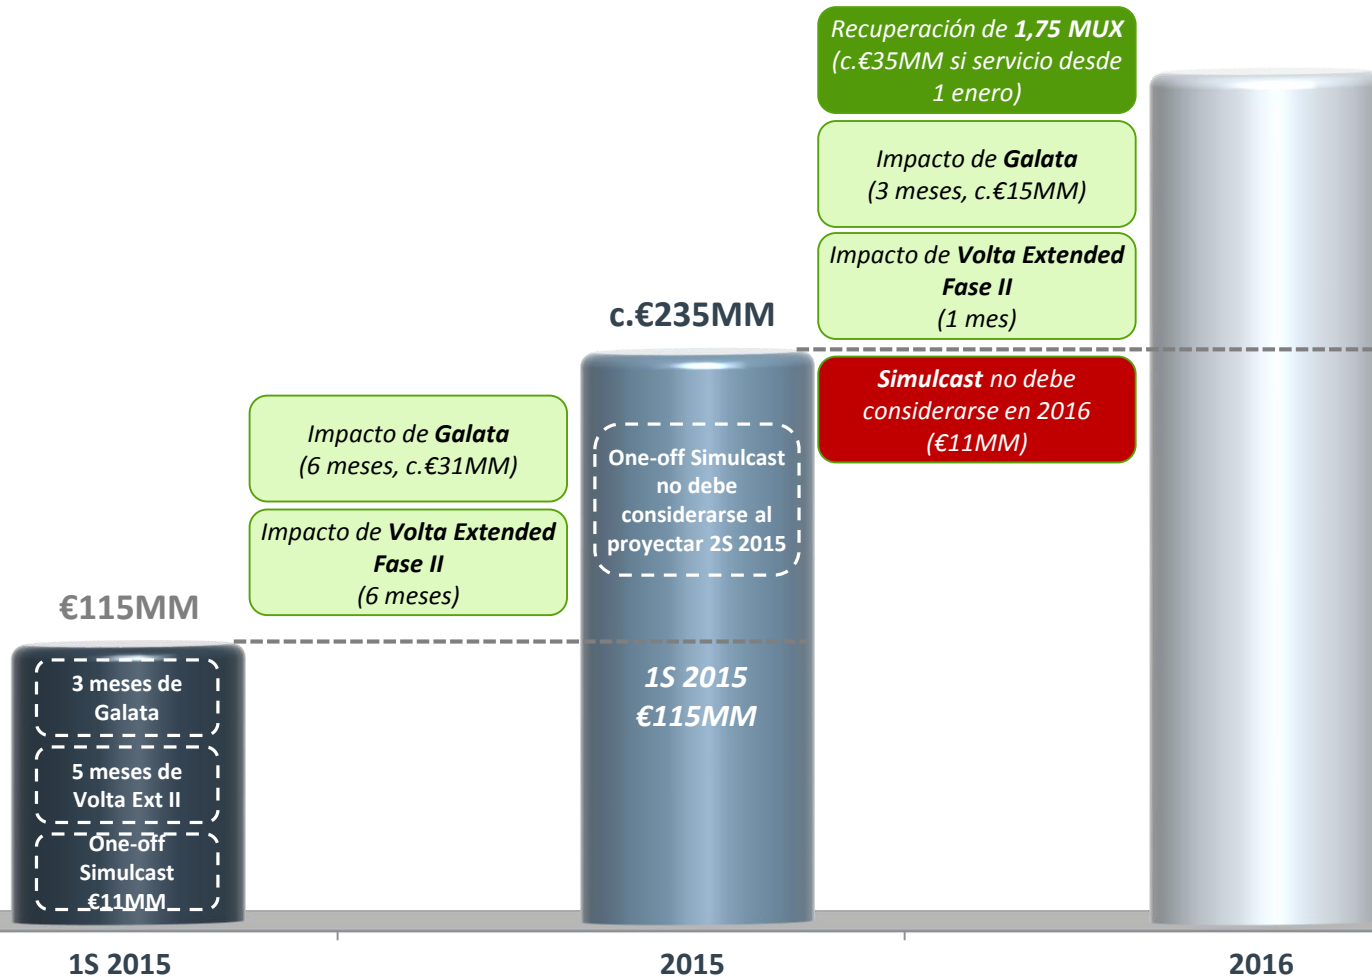 Recuperación de 1,75 MUX
(c.€35MM si servicio desde
1 enero)
Impacto de Galata
(3 meses, c.€15MM)
Impacto de Volta Extended
Fase II
(1 mes)
c.€235MM
Simulcast no debe
considerarse en 2016
(€11MM)
Impacto de Galata
(6 meses, c.€31MM)
One-off Simulcast
no debe
considerarse al
proyectar 2S 2015
Impacto de Volta Extended
Fase II
(6 meses)
€115MM
3 meses de
Galata
5 meses de
Volta Ext II
One-off
Simulcast
€11MM
1S 2015
€115MM
1S 2015
2015
2016